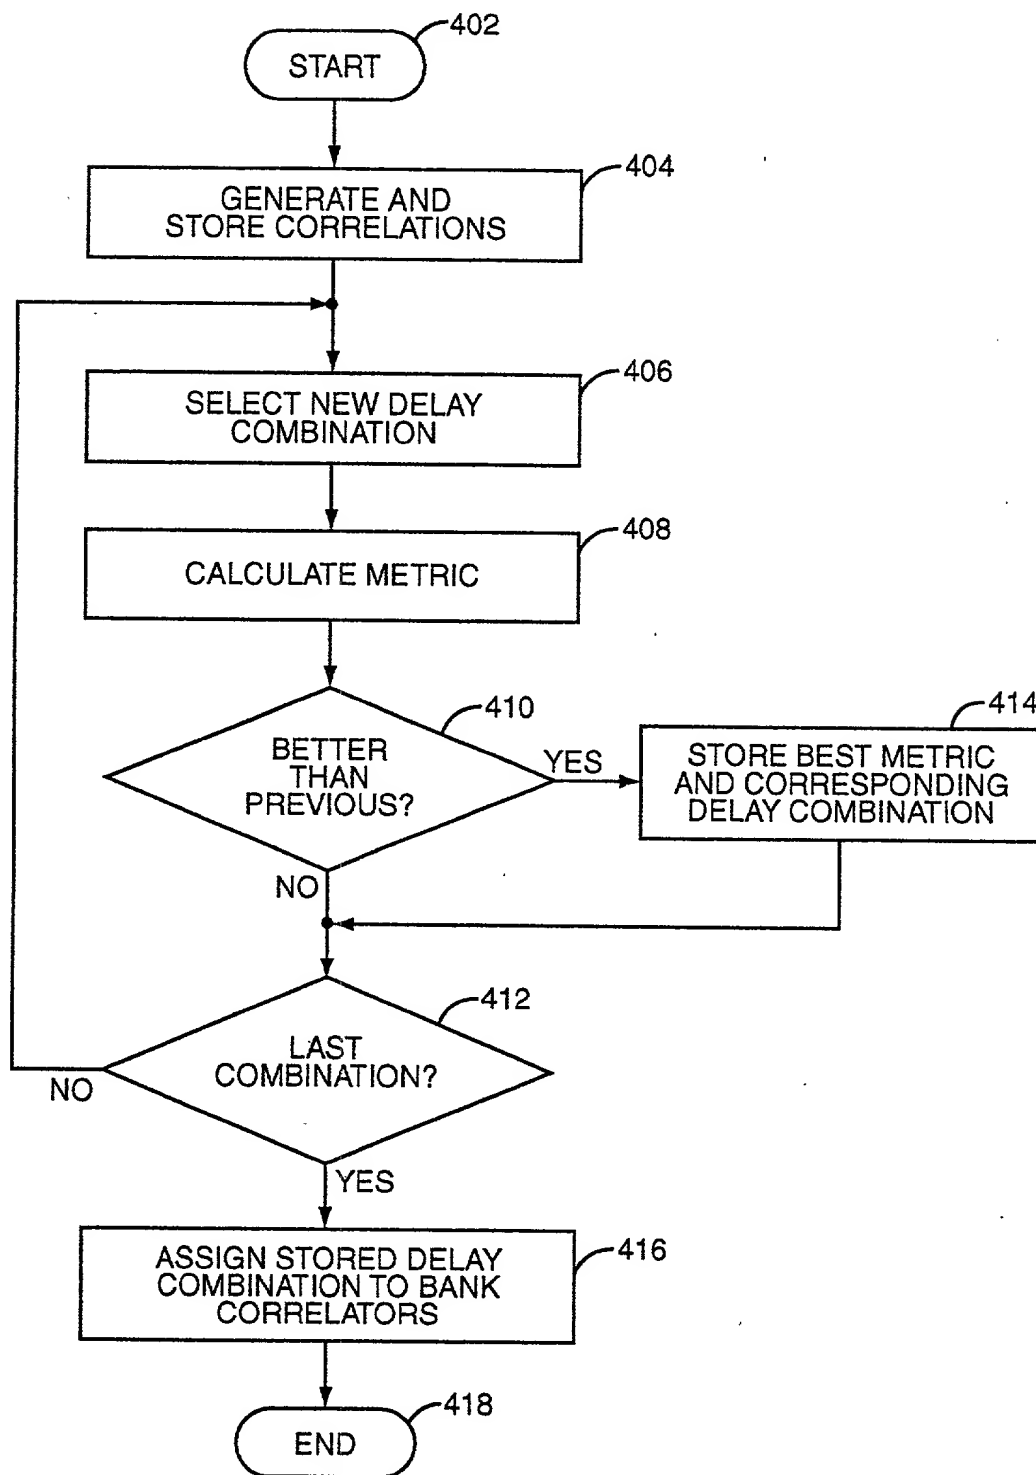 402
START
404
GENERATE AND
STORE CORRELATIONS
406
SELECT NEW DELAY
COMBINATION
408
CALCULATE METRIC
410
BETTER
THAN
PREVIOUS?
YES
414
STORE BEST METRIC
AND CORRESPONDING
DELAY COMBINATION
NO
412
LAST
COMBINATION?
NO
YES
416
ASSIGN STORED DELAY
COMBINATION TO BANK
CORRELATORS
418
END